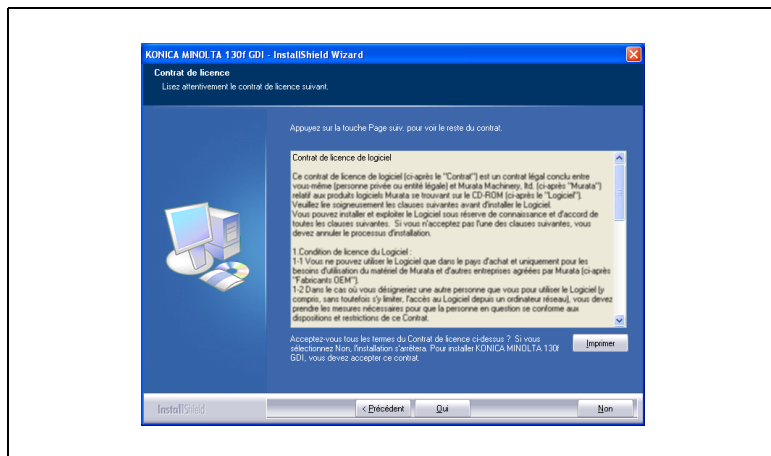 KONICA MINOLTA 130f GDI - InstallShield Wizard
Contrat de licence
Lisez attentivement le contrat de licence suivant.
Appuyez sur la touche Page suiv. pour voir le reste du contrat.
Contrat de licence de logiciel
Ce contrat de licence de logiciel (ci-après le "Contrat") est un contrat légal conclu entre
vous-même (personne privée ou entité légale) et Murata Machinery, ltd. (ci-après "Murata")
relatif aux produits logiciels Murata se trouvant sur le CD-ROM (ci-après le "Logiciel").
Veuillez lire soigneusement les clauses suivantes avant d'installer le Logiciel.
Vous pouvez installer et exploiter le Logiciel sous réserve de connaissance et d'accord de
toutes les clauses suivantes. Si vous n'acceptez pas l'une des clauses suivantes, vous
devez annuler le processus d'installation.
1.Condition de licence du Logiciel :
1-1 Vous ne pouvez utiliser le Logiciel que dans le pays d'achat et uniquement pour les
besoins d'utilisation du matériel de Murata et d'autres entreprises agréées par Murata (ci-après
"Fabricants OEM").
1-2 Dans le cas où vous désigneriez une autre personne que vous pour utiliser le Logiciel (y
compris, sans toutefois s'y limiter, l'accès au Logiciel depuis un ordinateur réseau), vous devez
prendre les mesures nécessaires pour que la personne en question se conforme aux
dispositions et restrictions de ce Contrat.
Acceptez-vous tous les termes du Contrat de licence ci-dessus ? Si vous
sélectionnez Non, l'installation s'arrêtera. Pour installer KONICA MINOLTA 130f
GDI, vous devez accepter ce contrat.
Imprimer
InstallShield
< Précédent
Oui
Non